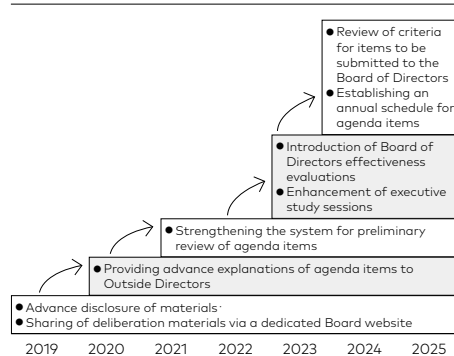 ● Review of criteria
for items to be
submitted to the
Board of Directors
● Establishing an
annual schedule for
agenda items
● Introduction of Board of
Directors effectiveness
evaluations
● Enhancement of executive
study sessions
● Strengthening the system for preliminary
review of agenda items
● Providing advance explanations of agenda items to
Outside Directors
● Advance disclosure of materials
● Sharing of deliberation materials via a dedicated Board website
2019 2020 2021 2022 2023 2024 2025